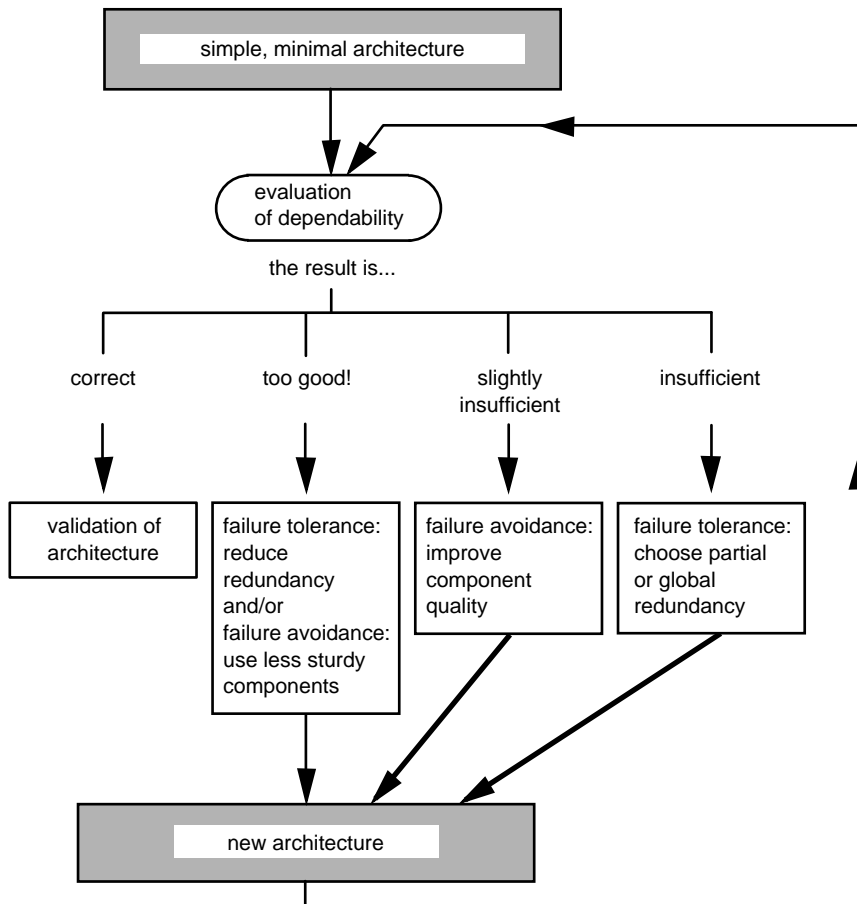 simple, minimal architecture
evaluation
of dependability
the result is...
correct
too good!
slightly
insufficient
insufficient
validation of
architecture
failure tolerance:
reduce
redundancy
and/or
failure avoidance:
use less sturdy
components
failure avoidance:
improve
component
quality
failure tolerance:
choose partial
or global
redundancy
new architecture